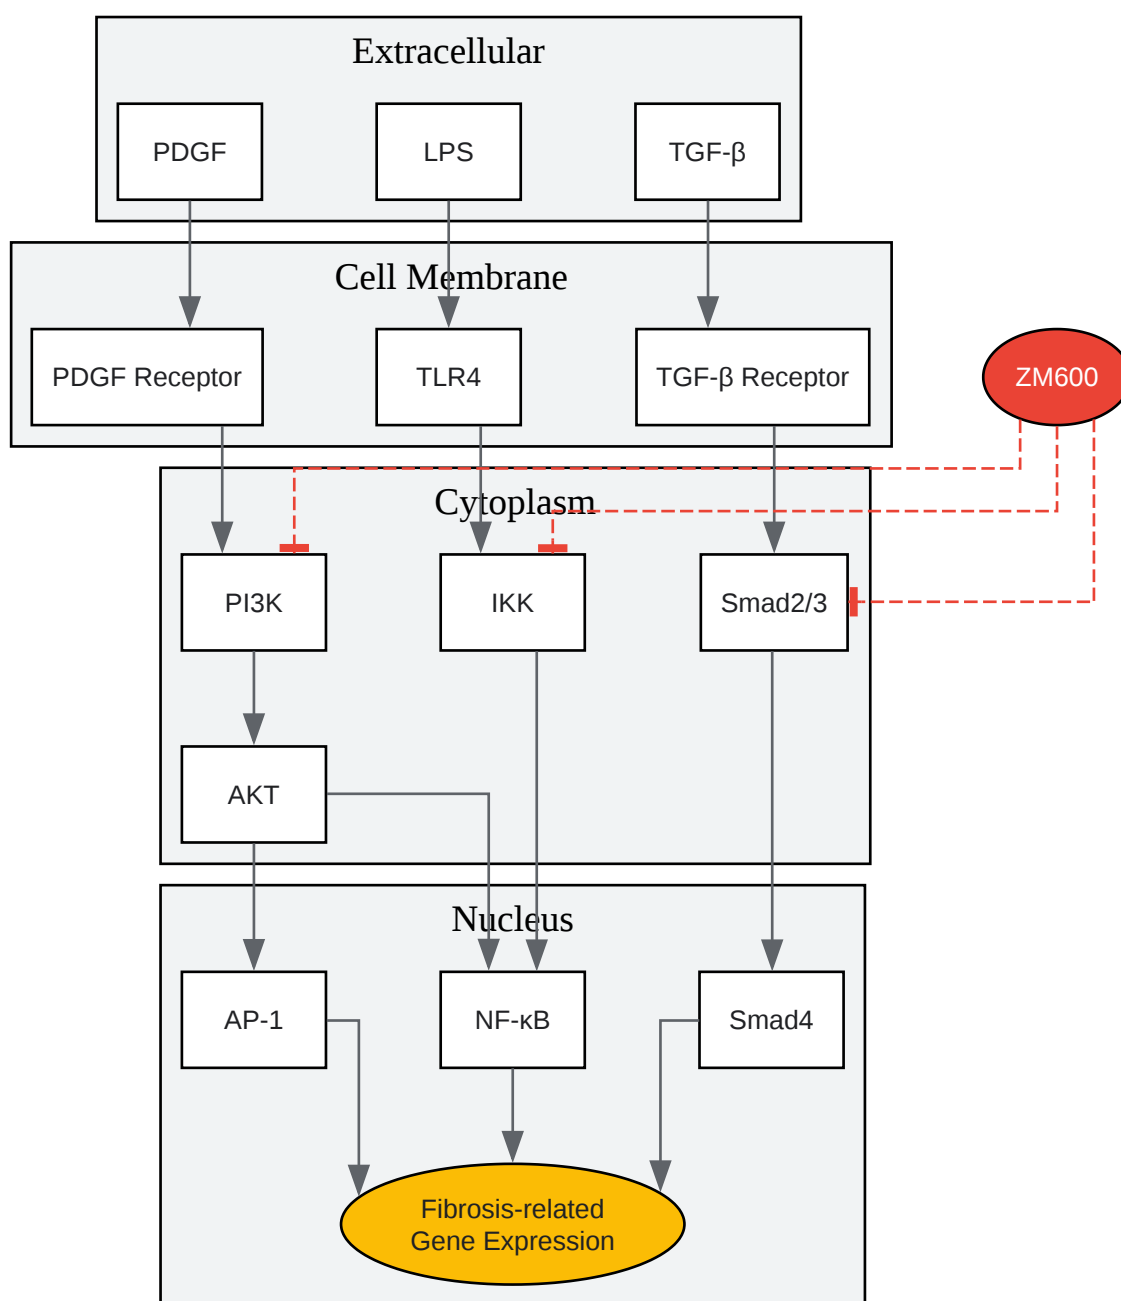 Extracellular
PDGF
LPS
TGF-β
Cell Membrane
PDGF Receptor
TLR4
TGF-β Receptor
ZM600
Cytoplasm
PI3K
IKK
Smad2/3
AKT
Nucleus
AP-1
NF-κB
Smad4
Fibrosis-related
Gene Expression